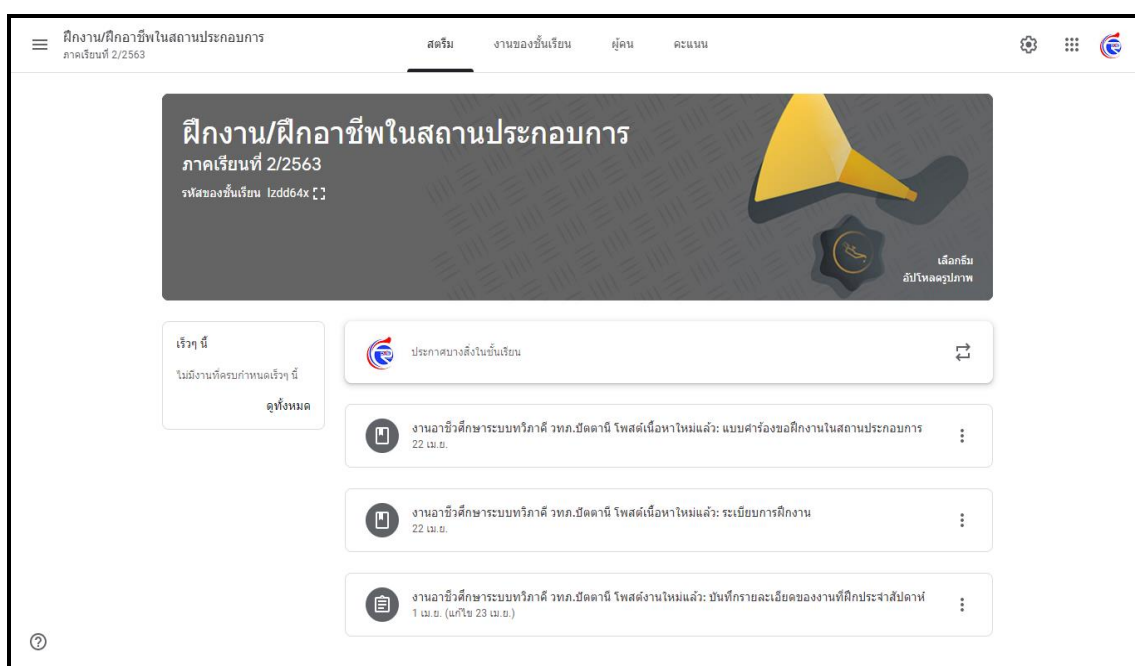 ฝึกงาน/ฝึกอาชีพในสถานประกอบการ
ภาคเรียนที่ 2/2563
สตรีม
งานของชั้นเรียน
ผู้คน
คะแนน
ฝึกงาน/ฝึกอาชีพในสถานประกอบการ
ภาคเรียนที่ 2/2563
รหัสของชั้นเรียน lzdd64x
เลือกธีม
อัปโหลดรูปภาพ
เร็วๆ นี้
ไม่มีงานที่ครบกำหนดเร็วๆ นี้
ดูทั้งหมด
ประกาศบางสิ่งในชั้นเรียน
งานอาชีวศึกษาระบบทวิภาคี วทภ.ปัตตานี โพสต์เนื้อหาใหม่แล้ว: แบบคำร้องขอฝึกงานในสถานประกอบการ
22 เม.ย.
งานอาชีวศึกษาระบบทวิภาคี วทภ.ปัตตานี โพสต์เนื้อหาใหม่แล้ว: ระเบียบการฝึกงาน
22 เม.ย.
งานอาชีวศึกษาระบบทวิภาคี วทภ.ปัตตานี โพสต์งานใหม่แล้ว: บันทึกรายละเอียดของงานที่ฝึกประจำสัปดาห์
1 เม.ย. (แก้ไข 23 เม.ย.)